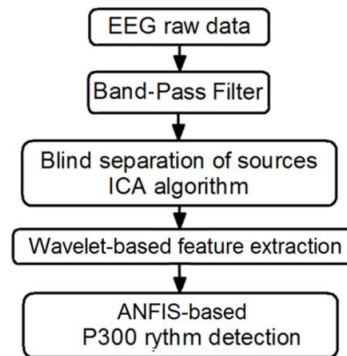 EEG raw data
Band-Pass Filter
Blind separation of sources
ICA algorithm
Wavelet-based feature extraction
ANFIS-based
P300 rythm detection